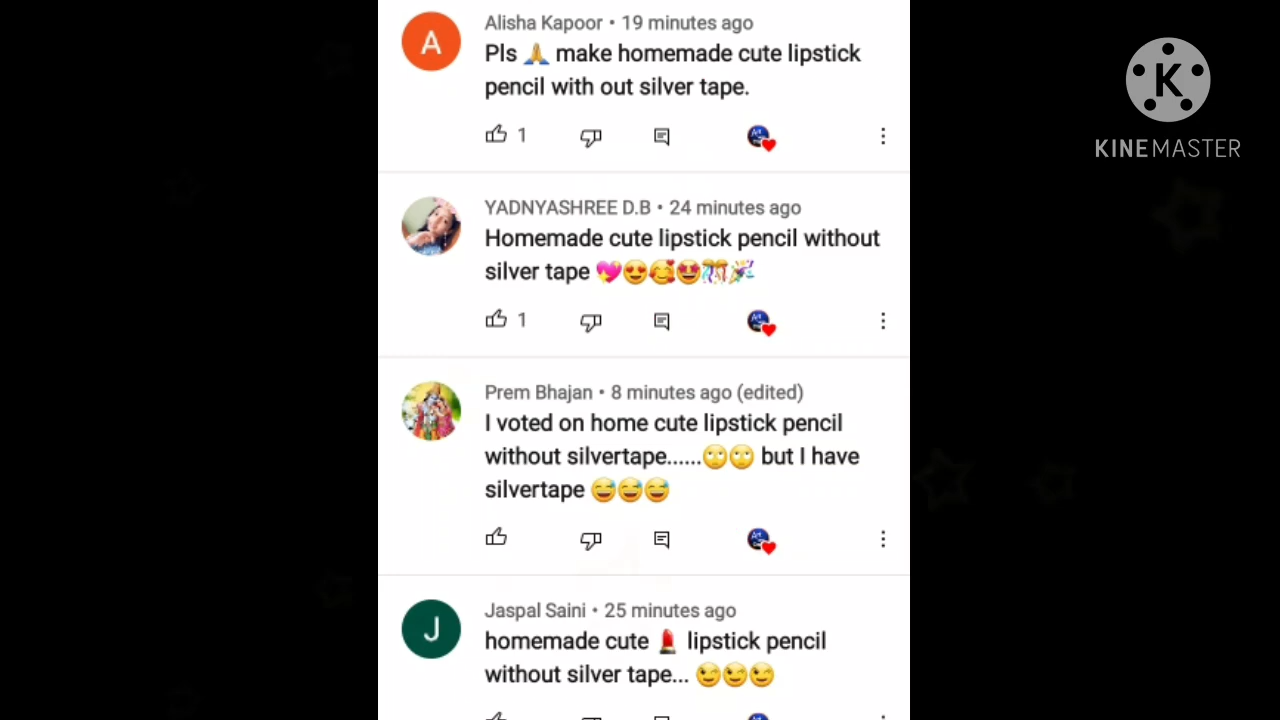 Alisha Kapoor • 19 minutes ago
Pls 🙏 make homemade cute lipstick
pencil with out silver tape.
1
YADNYASHREE D.B • 24 minutes ago
Homemade cute lipstick pencil without
silver tape 💖😍🥰🤩🎊🎉
1
Prem Bhajan • 8 minutes ago (edited)
I voted on home cute lipstick pencil
without silvertape......🙄🙄 but I have
silvertape 😅😅😅
Jaspal Saini • 25 minutes ago
homemade cute 💄 lipstick pencil
without silver tape... 😉😉😉
A
J
K
KINEMASTER